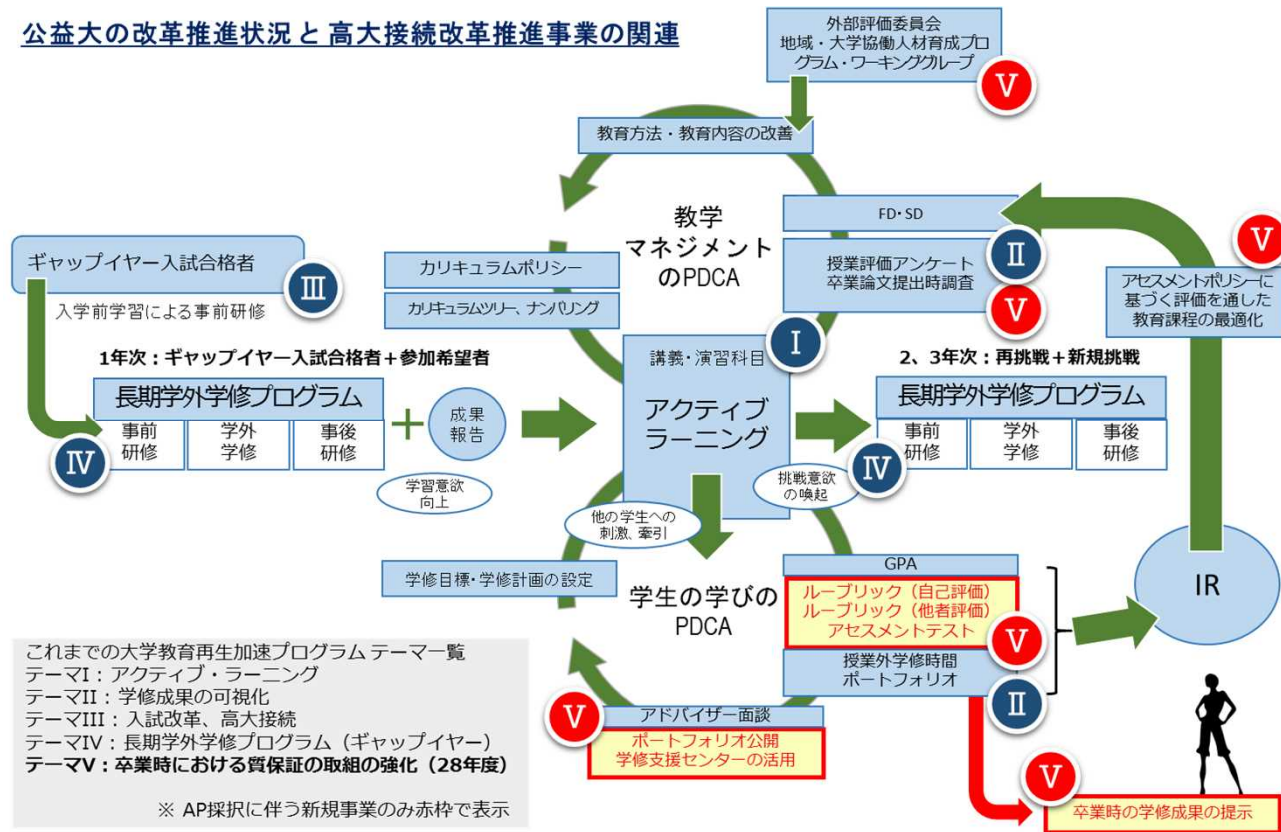 公益大の改革推進状況 と 高大接続改革推進事業の関連
外部評価委員会
地域・大学協働人材育成プロ
グラム・ワーキンググループ
V
教育方法・教育内容の改善
教学
マネジメント
のPDCA
FD・SD
II
授業評価アンケート
卒業論文提出時調査
V
V
アセスメントポリシーに
基づく評価を通した
教育課程の最適化
ギャップイヤー入試合格者
III
入学前学習による事前研修
カリキュラムポリシー
カリキュラムツリー、ナンバリング
1年次：ギャップイヤー入試合格者＋参加希望者
長期学外学修プログラム
事前
研修
学外
学修
事後
研修
IV
＋
成果
報告
学習意欲
向上
I
講義・演習科目
アクティブ
ラーニング
他の学生への
刺激、牽引
挑戦意欲
の喚起
2、3年次：再挑戦＋新規挑戦
長期学外学修プログラム
事前
研修
学外
学修
事後
研修
IV
学修目標・学修計画の設定
学生の学びの
PDCA
GPA
ルーブリック（自己評価）
ルーブリック（他者評価）
アセスメントテスト
V
授業外学修時間
ポートフォリオ
II
IR
V
アドバイザー面談
ポートフォリオ公開
学修支援センターの活用
V
卒業時の学修成果の提示
これまでの大学教育再生加速プログラム テーマ一覧
テーマI：アクティブ・ラーニング
テーマII：学修成果の可視化
テーマIII：入試改革、高大接続
テーマIV：長期学外学修プログラム（ギャップイヤー）
テーマV：卒業時における質保証の取組の強化（28年度）
※ AP採択に伴う新規事業のみ赤枠で表示